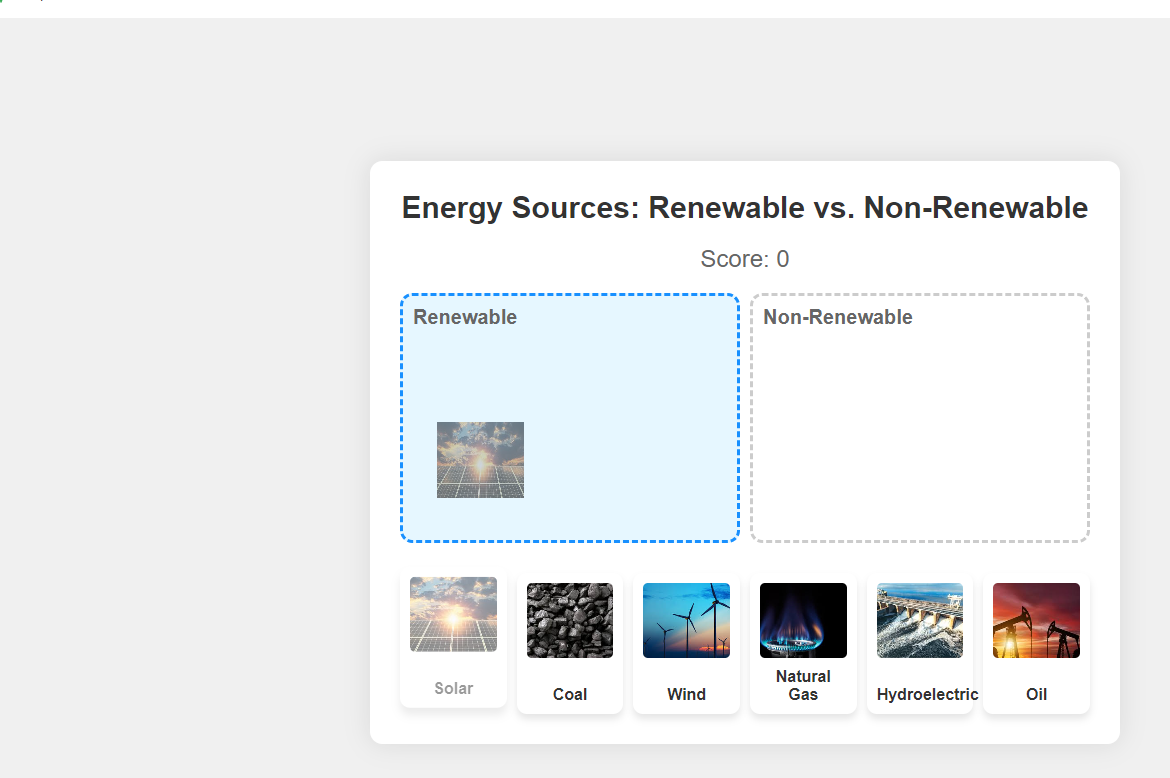 Energy Sources: Renewable vs. Non-Renewable
Score: 0
Renewable
Non-Renewable
Solar
Coal
Wind
Natural
Gas
Hydroelectric
Oil